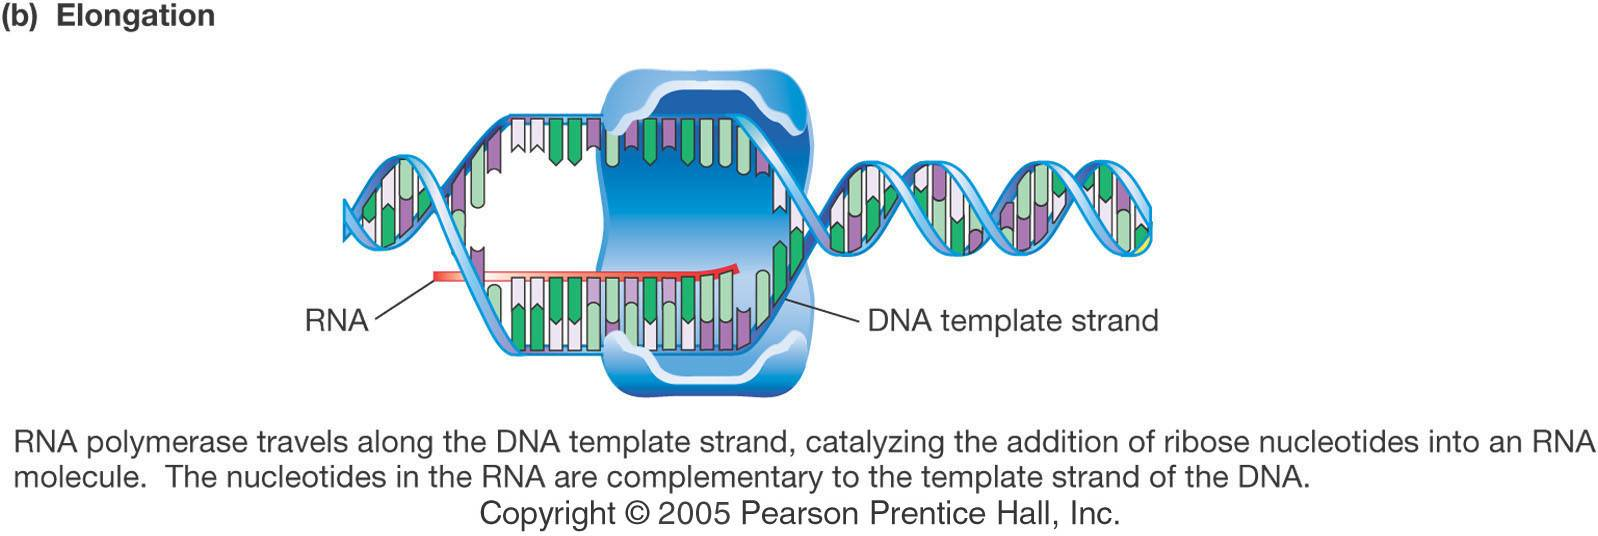 (b) Elongation
RNA
DNA template strand
RNA polymerase travels along the DNA template strand, catalyzing the addition of ribose nucleotides into an RNA
molecule.  The nucleotides in the RNA are complementary to the template strand of the DNA.
Copyright © 2005 Pearson Prentice Hall, Inc.